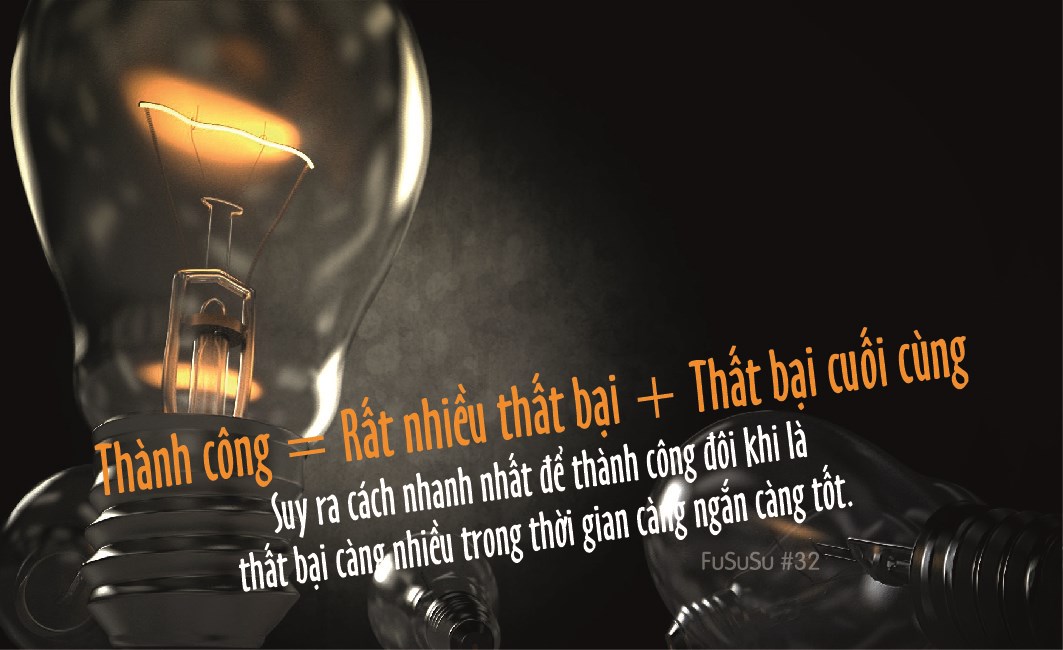 Thành công = Rất nhiều thất bại + Thất bại cuối cùng
Suy ra cách nhanh nhất để thành công đôi khi là
thất bại càng nhiều trong thời gian càng ngắn càng tốt.
FuSuSu #32